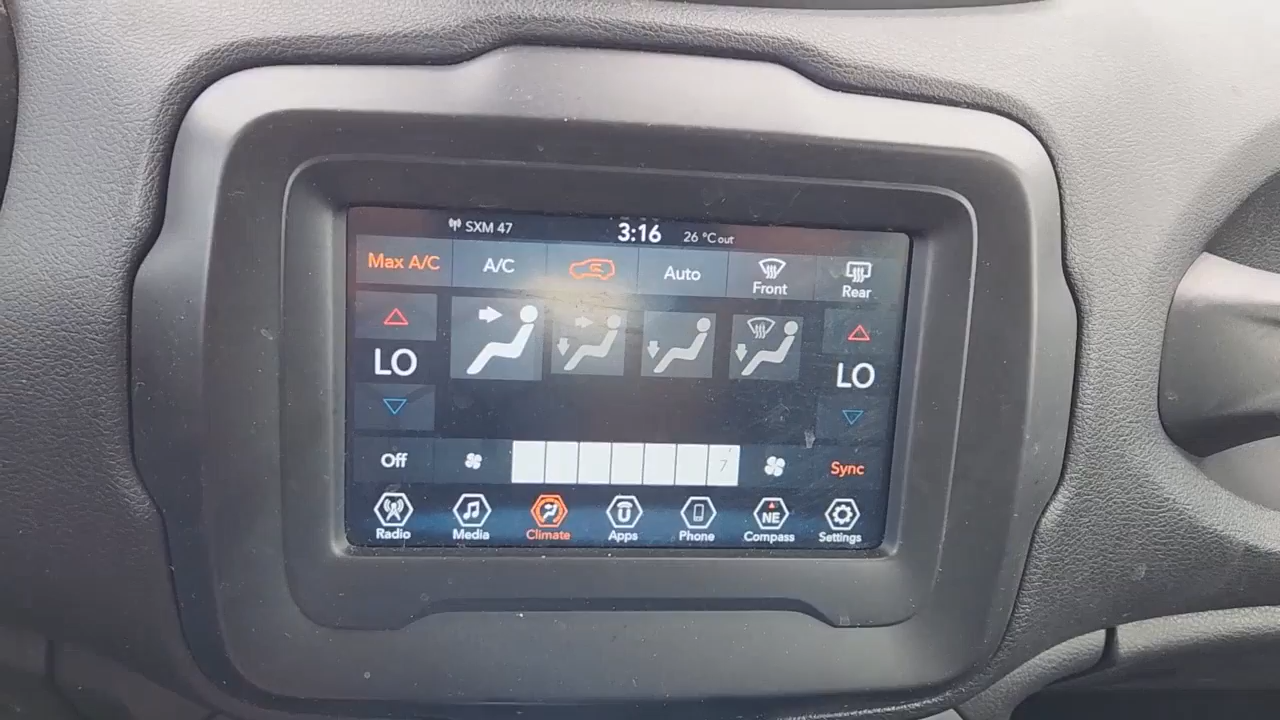 SXM 47 3:16 26 °C out
Max A/C A/C Auto Front Rear
LO LO
Off 7 Sync
Radio Media Climate Apps Phone NE Compass Settings